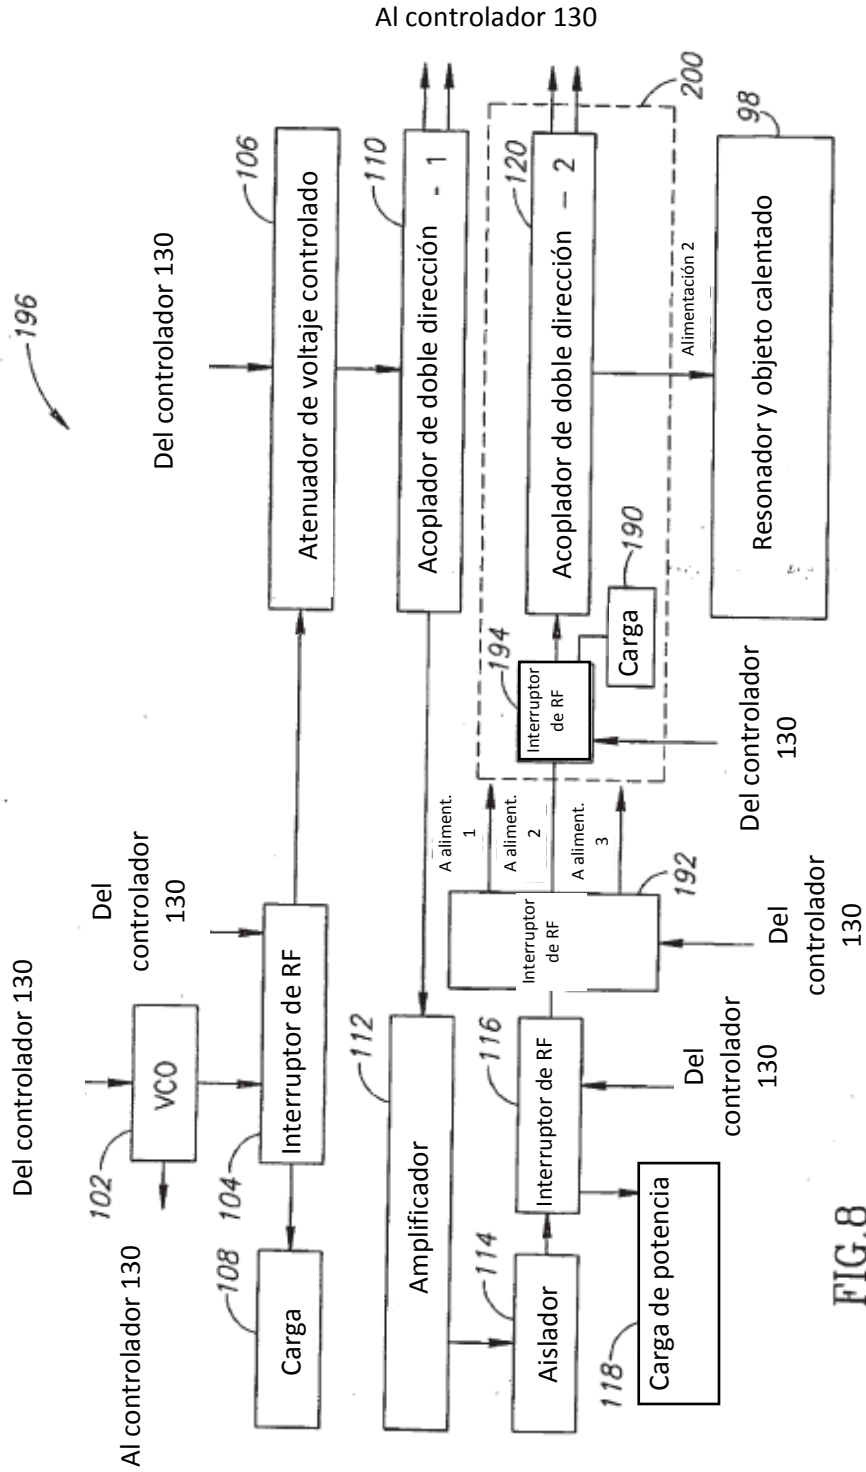 Al controlador 130
196
Del controlador 130
Del controlador 130
Del
controlador
130
Al controlador 130
102
VCO
104
Interruptor de RF
108
Carga
106
Atenuador de voltaje controlado
110
Acoplador de doble dirección - 1
112
Amplificador
114
Aislador
116
Interruptor de RF
118
Carga de potencia
Del
controlador
130
192
Interruptor
de RF
Del
controlador
130
A aliment.
1
A aliment.
2
A aliment.
3
200
194
Interruptor
de RF
190
Carga
Del controlador
130
120
Acoplador de doble dirección – 2
Alimentación 2
98
Resonador y objeto calentado
FIG.8